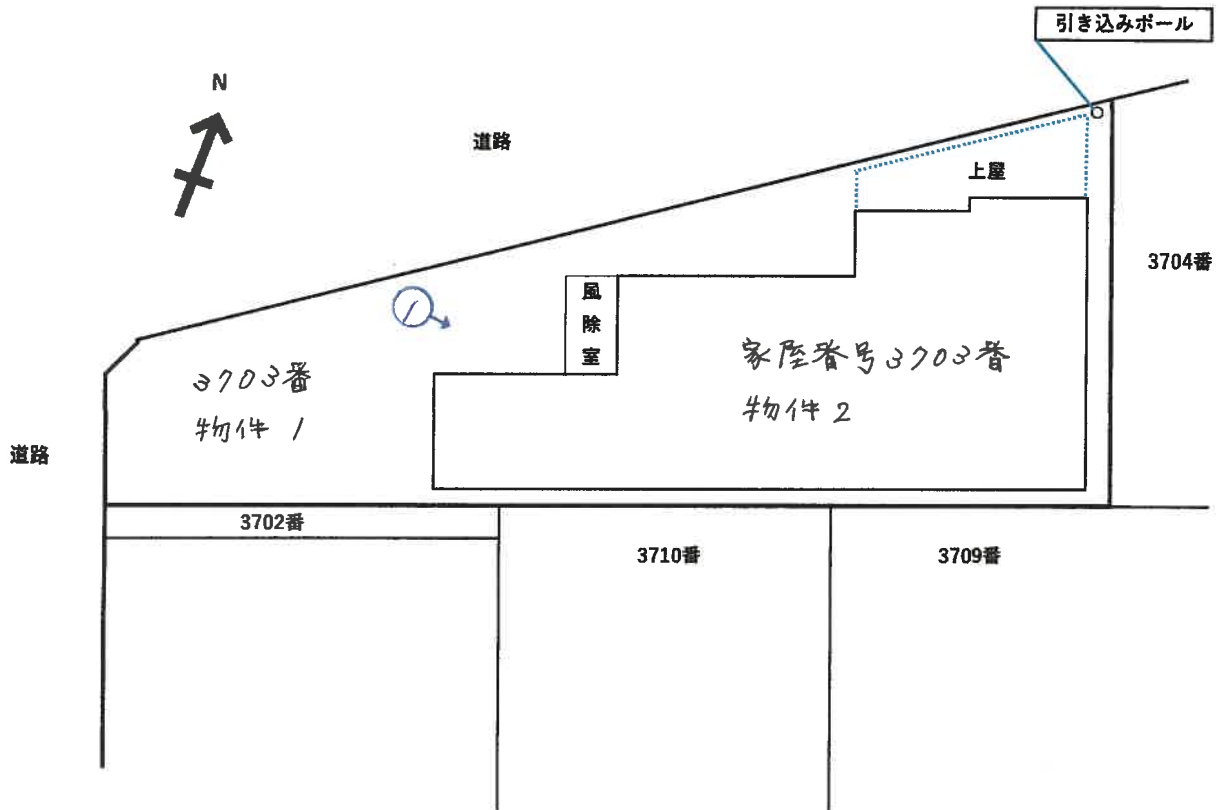 引き込みポール
N
道路
上屋
3704番
風除室
家屋番号3703番
物件2
3703番
物件1
道路
3702番
3710番
3709番
1